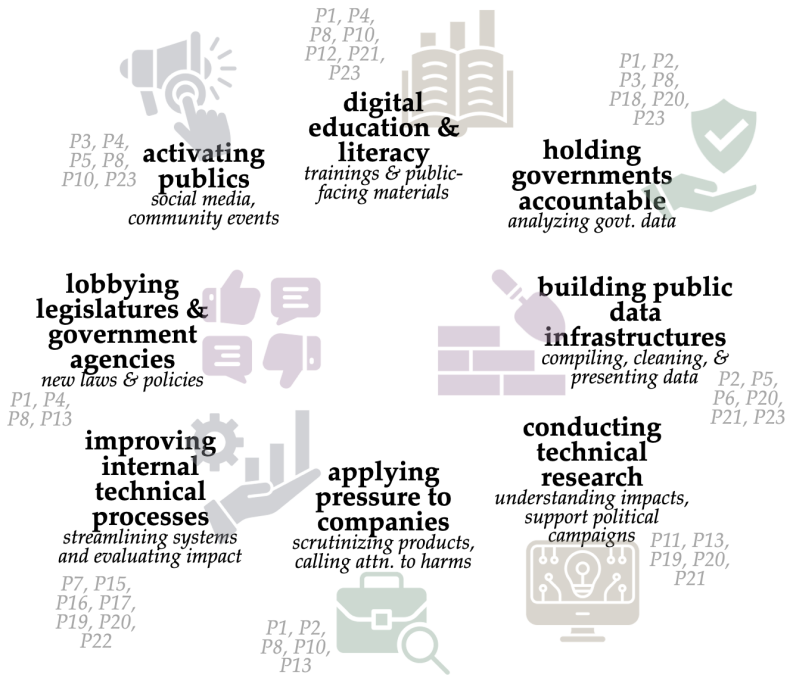 P1, P4,
P8, P10,
P12, P21,
P23
digital
education &
literacy
trainings & public-
facing materials
P3, P4,
P5, P8,
P10, P23
activating
publics
social media,
community events
P1, P2,
P3, P8,
P18, P20,
P23
holding
governments
accountable
analyzing govt. data
lobbying
legislatures &
government
agencies
new laws & policies
P1, P4,
P8, P13
building public
data
infrastructures
compiling, cleaning, &
presenting data
P2, P5,
P6, P20,
P21, P23
improving
internal
technical
processes
streamlining systems
and evaluating impact
P7, P15,
P16, P17,
P19, P20,
P22
applying
pressure to
companies
scrutinizing products,
calling attn. to harms
P1, P2,
P8, P10,
P13
conducting
technical
research
understanding impacts,
support political
campaigns
P11, P13,
P19, P20,
P21